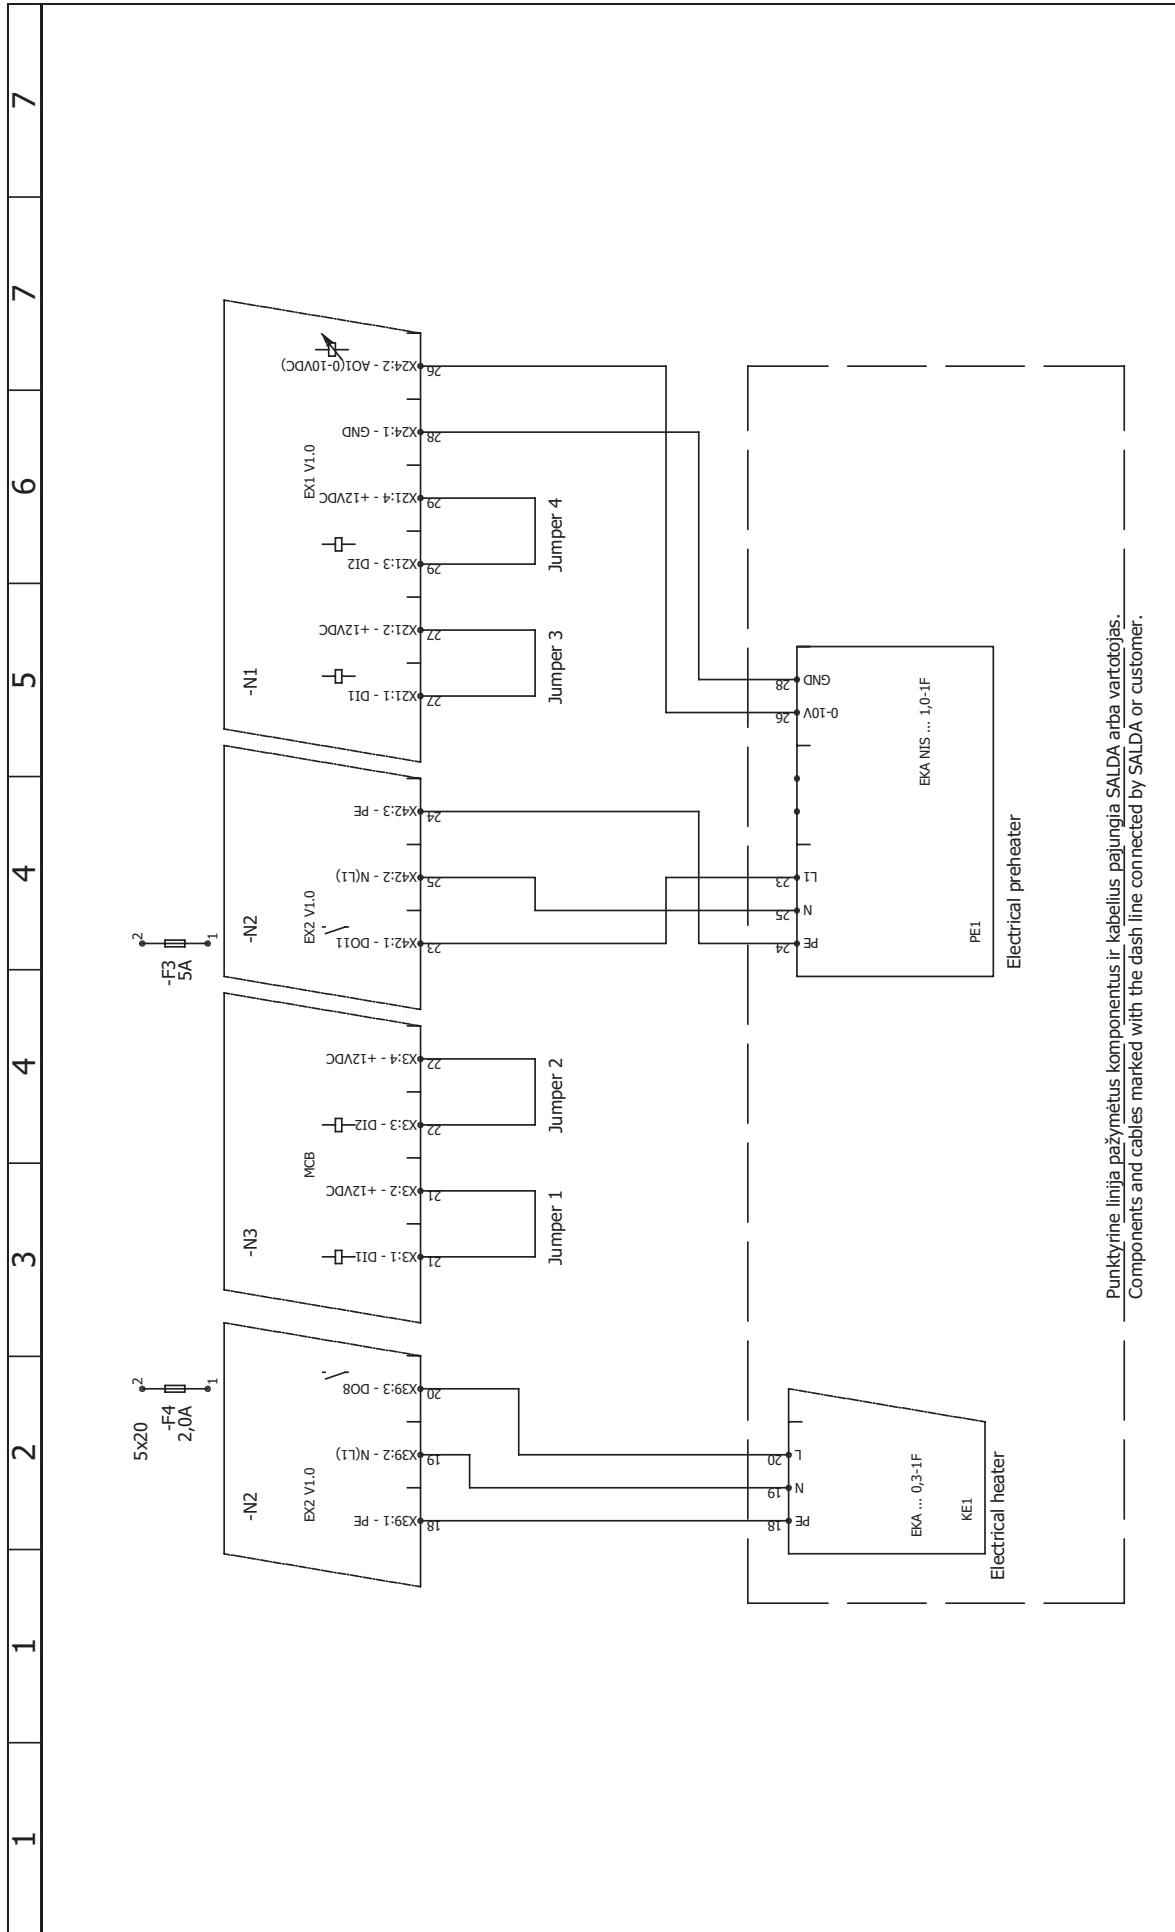 1
1
2
3
4
4
5
6
7
7
5x20
2
-F4
2,0A
1
2
-F3
5A
1
-N2
EX2 V1.0
X39:1 - PE
X39:2 - N(L1)
X39:3 - DO8
18
19
20
-N3
MCB
X3:1 - DI1
X3:2 - +12VDC
X3:3 - DI2
X3:4 - +12VDC
21
21
22
22
Jumper 1
Jumper 2
-N2
EX2 V1.0
X42:1 - DO11
X42:2 - N(L1)
X42:3 - PE
23
25
24
-N1
EX1 V1.0
X21:1 - DI1
X21:2 - +12VDC
X21:3 - DI2
X21:4 - +12VDC
X24:1 - GND
X24:2 - AO1(0-10VDC)
27
27
29
29
28
26
Jumper 3
Jumper 4
18
19
20
PE
N
L
EKA ... 0,3-1F
KE1
Electrical heater
24
25
23
26
28
PE
N
L1
0-10V
GND
EKA NIS ... 1,0-1F
PE1
Electrical preheater
Punktyrine linija pažymėtus komponentus ir kabelius pajungia SALDA arba vartotojas.
Components and cables marked with the dash line connected by SALDA or customer.